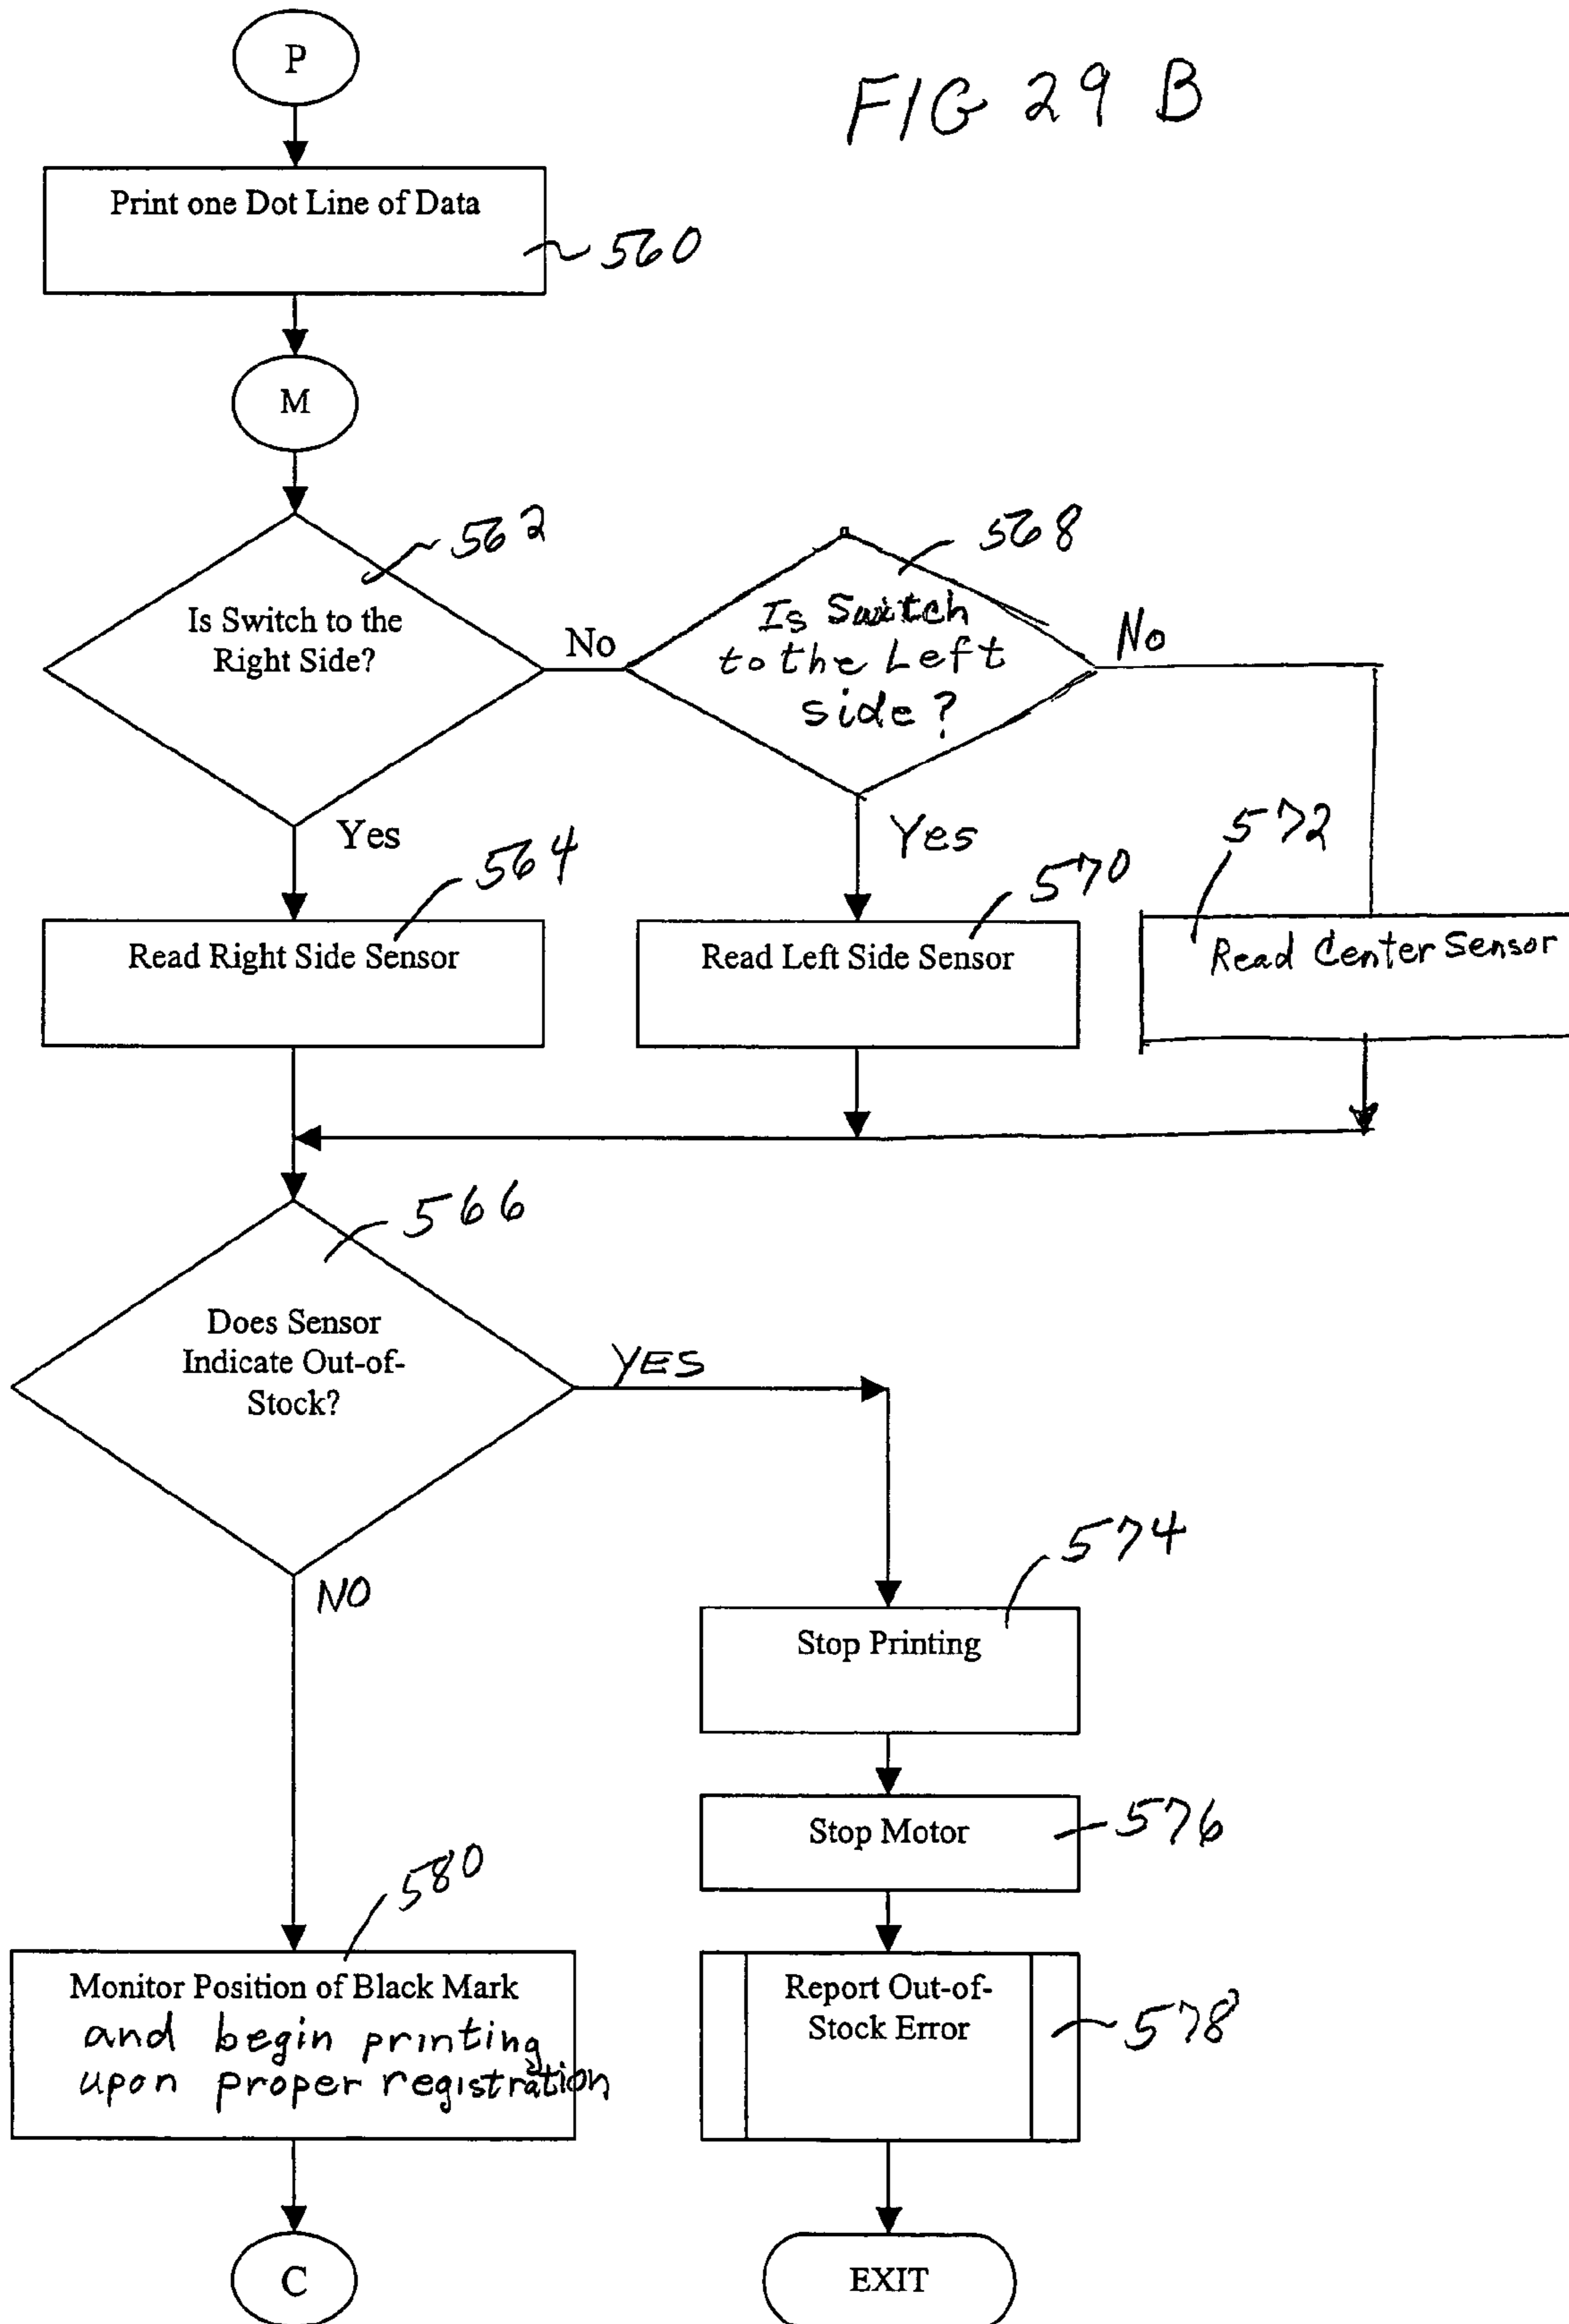 P
FIG 29 B
Print one Dot Line of Data
560
M
562
Is Switch to the
Right Side?
No
568
Is Switch
to the Left
side?
No
Yes
564
Yes
570
572
Read Right Side Sensor
Read Left Side Sensor
Read Center Sensor
566
Does Sensor
Indicate Out-of-
Stock?
YES
NO
574
Stop Printing
Stop Motor
576
580
Monitor Position of Black Mark
and begin printing
upon proper registration
Report Out-of-
Stock Error
578
C
EXIT